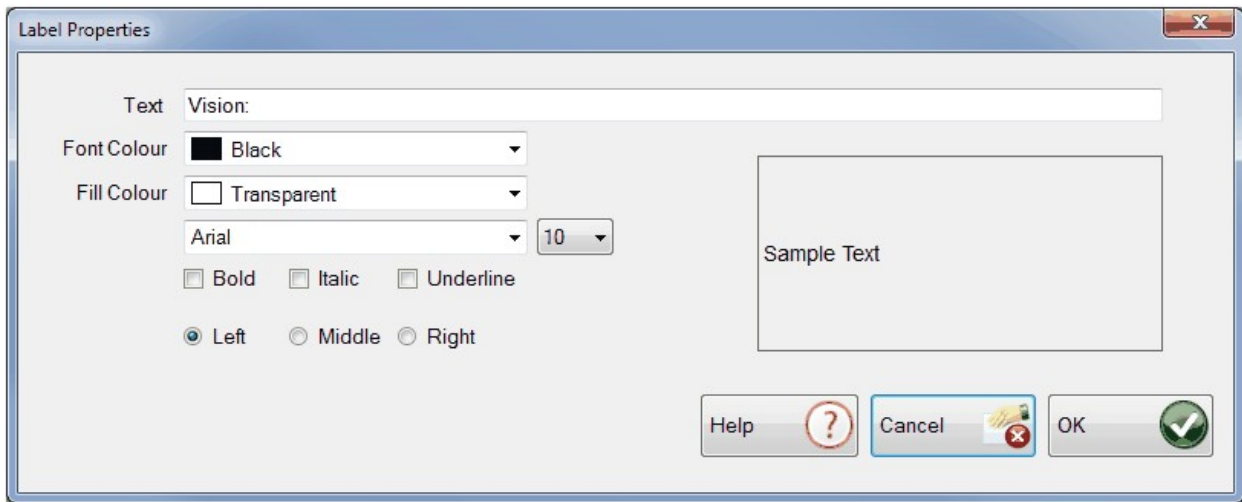 Label Properties
Text Vision:
Font Colour Black
Fill Colour Transparent
Arial 10
Sample Text
Bold Italic Underline
Left Middle Right
Help Cancel OK